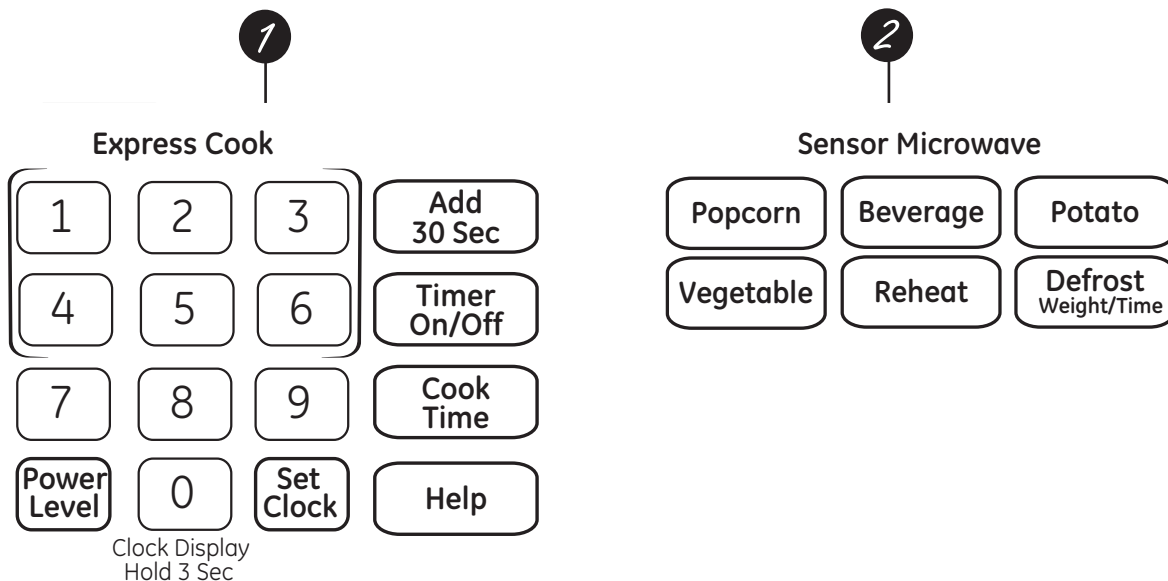 1
Express Cook
1 2 3 Add
30 Sec
4 5 6 Timer
On/Off
7 8 9 Cook
Time
Power
Level
0
Set
Clock
Help
Clock Display
Hold 3 Sec
2
Sensor Microwave
Popcorn Beverage Potato
Vegetable Reheat Defrost
Weight/Time